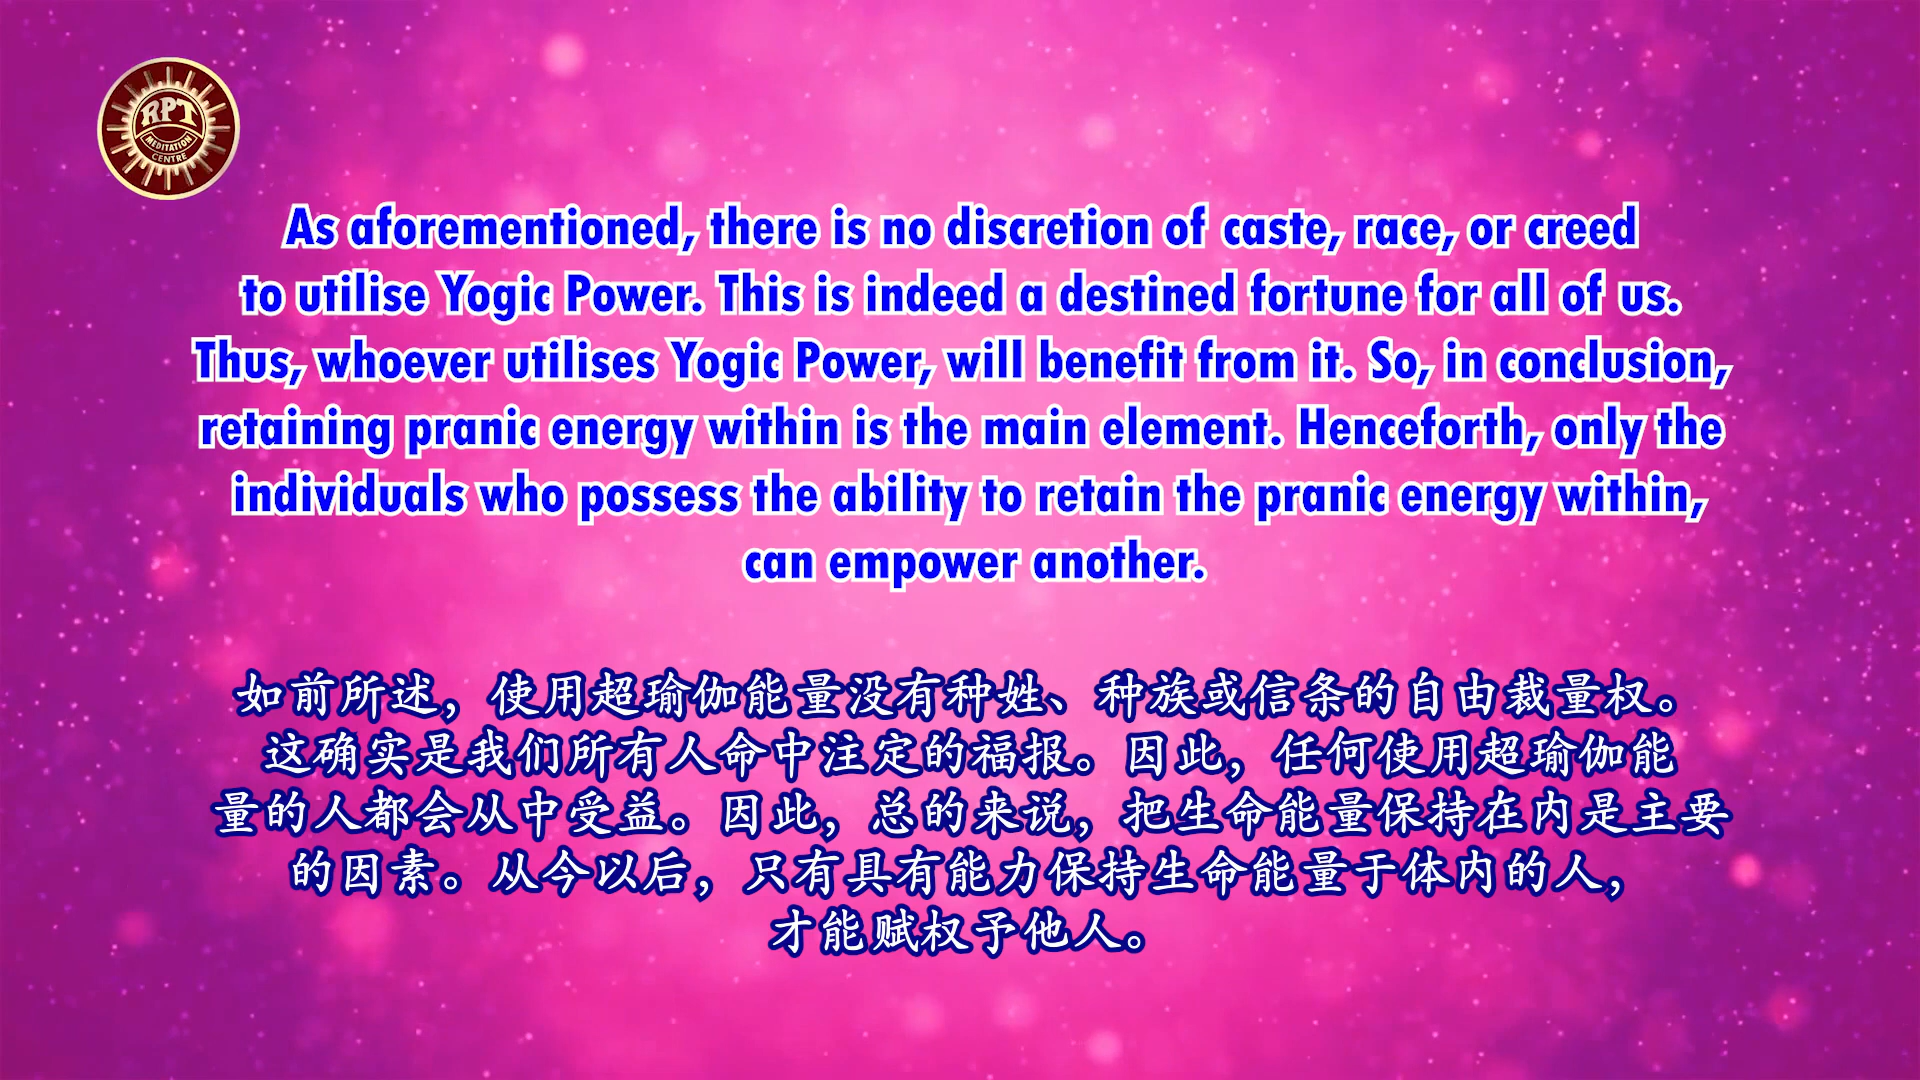 RPT
MEDITATION
CENTRE
As aforementioned, there is no discretion of caste, race, or creed
to utilise Yogic Power. This is indeed a destined fortune for all of us.
Thus, whoever utilises Yogic Power, will benefit from it. So, in conclusion,
retaining pranic energy within is the main element. Henceforth, only the
individuals who possess the ability to retain the pranic energy within,
can empower another.
如前所述，使用超瑜伽能量没有种姓、种族或信条的自由裁量权。
这确实是我们所有人命中注定的福报。因此，任何使用超瑜伽能
量的人都会从中受益。因此，总的来说，把生命能量保持在内是主要
的因素。从今以后，只有具有能力保持生命能量于体内的人，
才能赋权予他人。